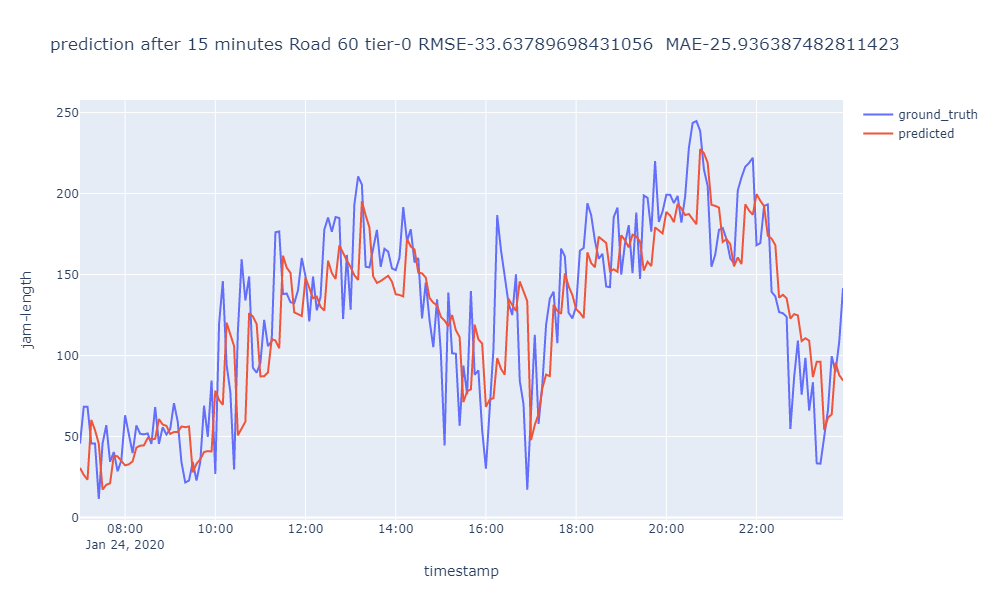 prediction after 15 minutes Road 60 tier-0 RMSE-33.63789698431056  MAE-25.936387482811423
250
200
150
100
50
0
jam-length
08:00
10:00
12:00
14:00
16:00
18:00
20:00
22:00
Jan 24, 2020
timestamp
ground_truth
predicted